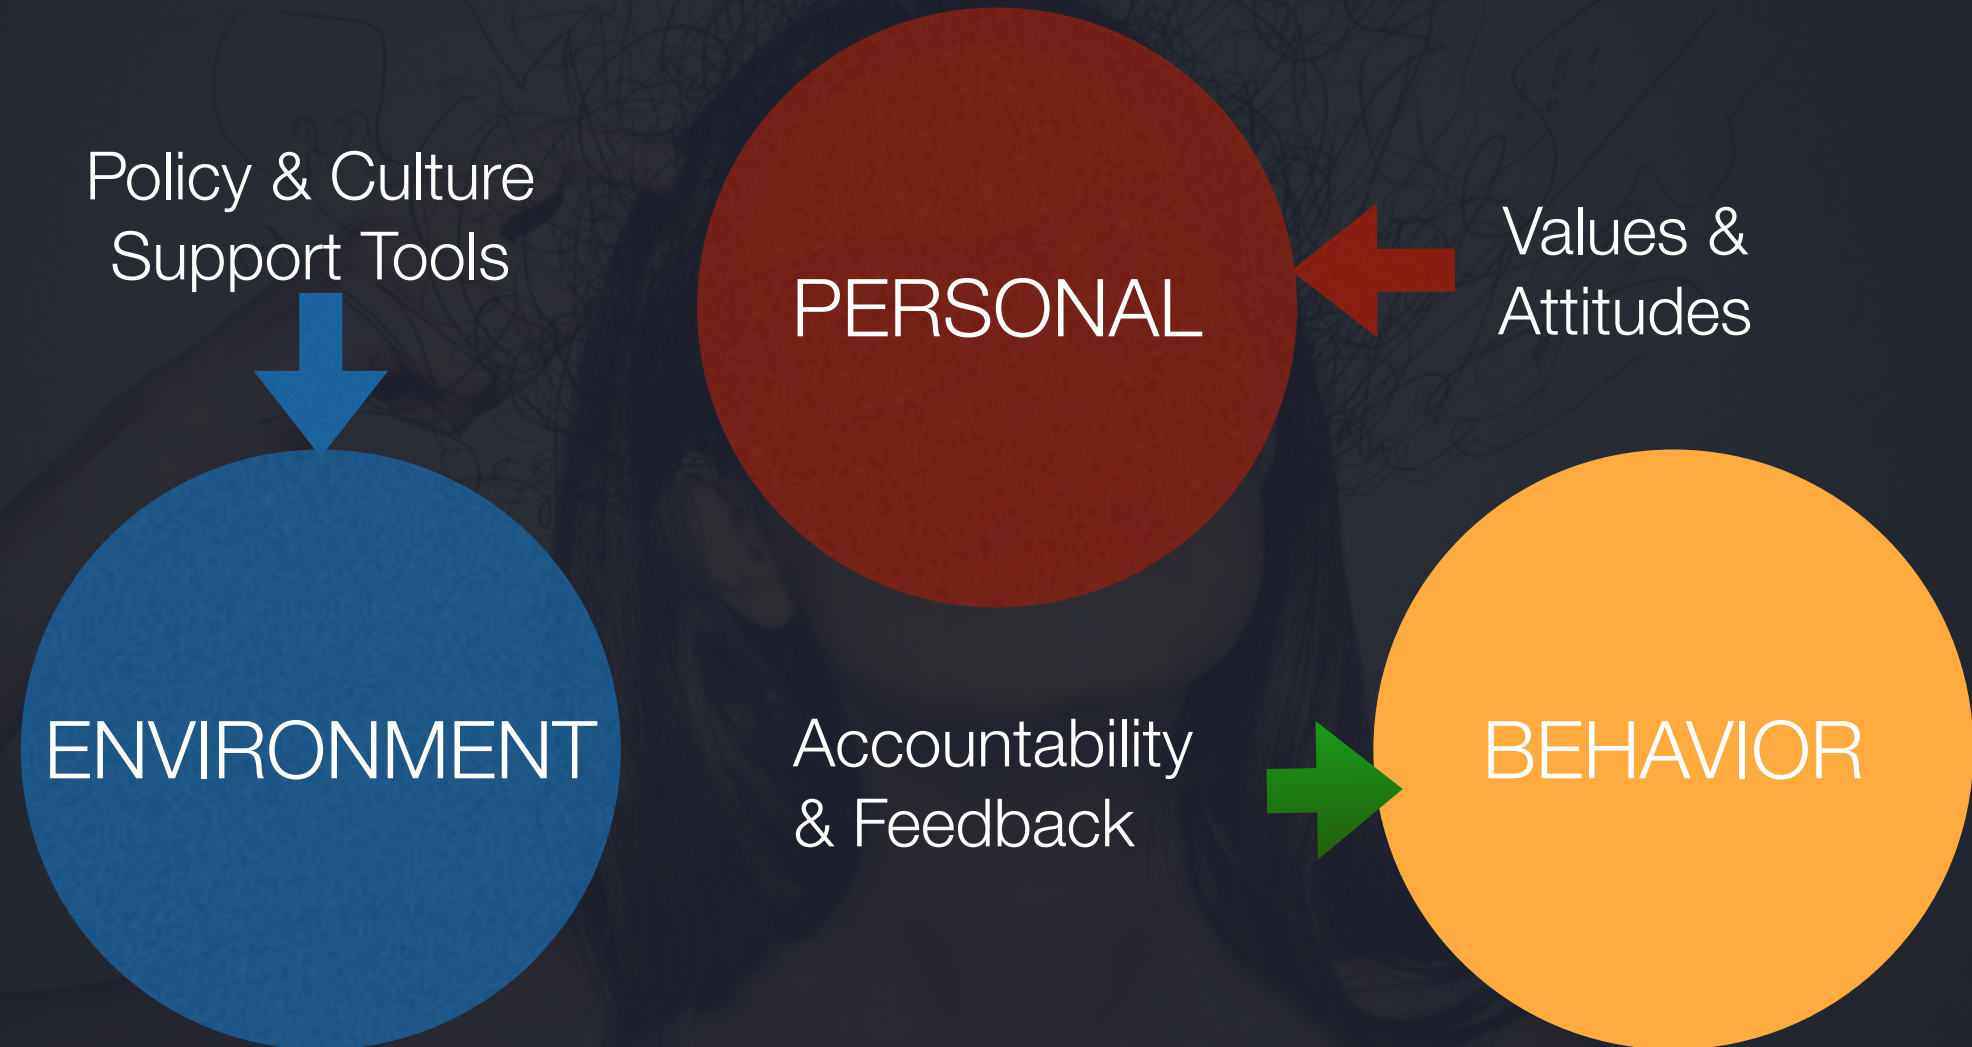 Policy & Culture
Support Tools
PERSONAL
Values &
Attitudes
ENVIRONMENT
Accountability
& Feedback
BEHAVIOR